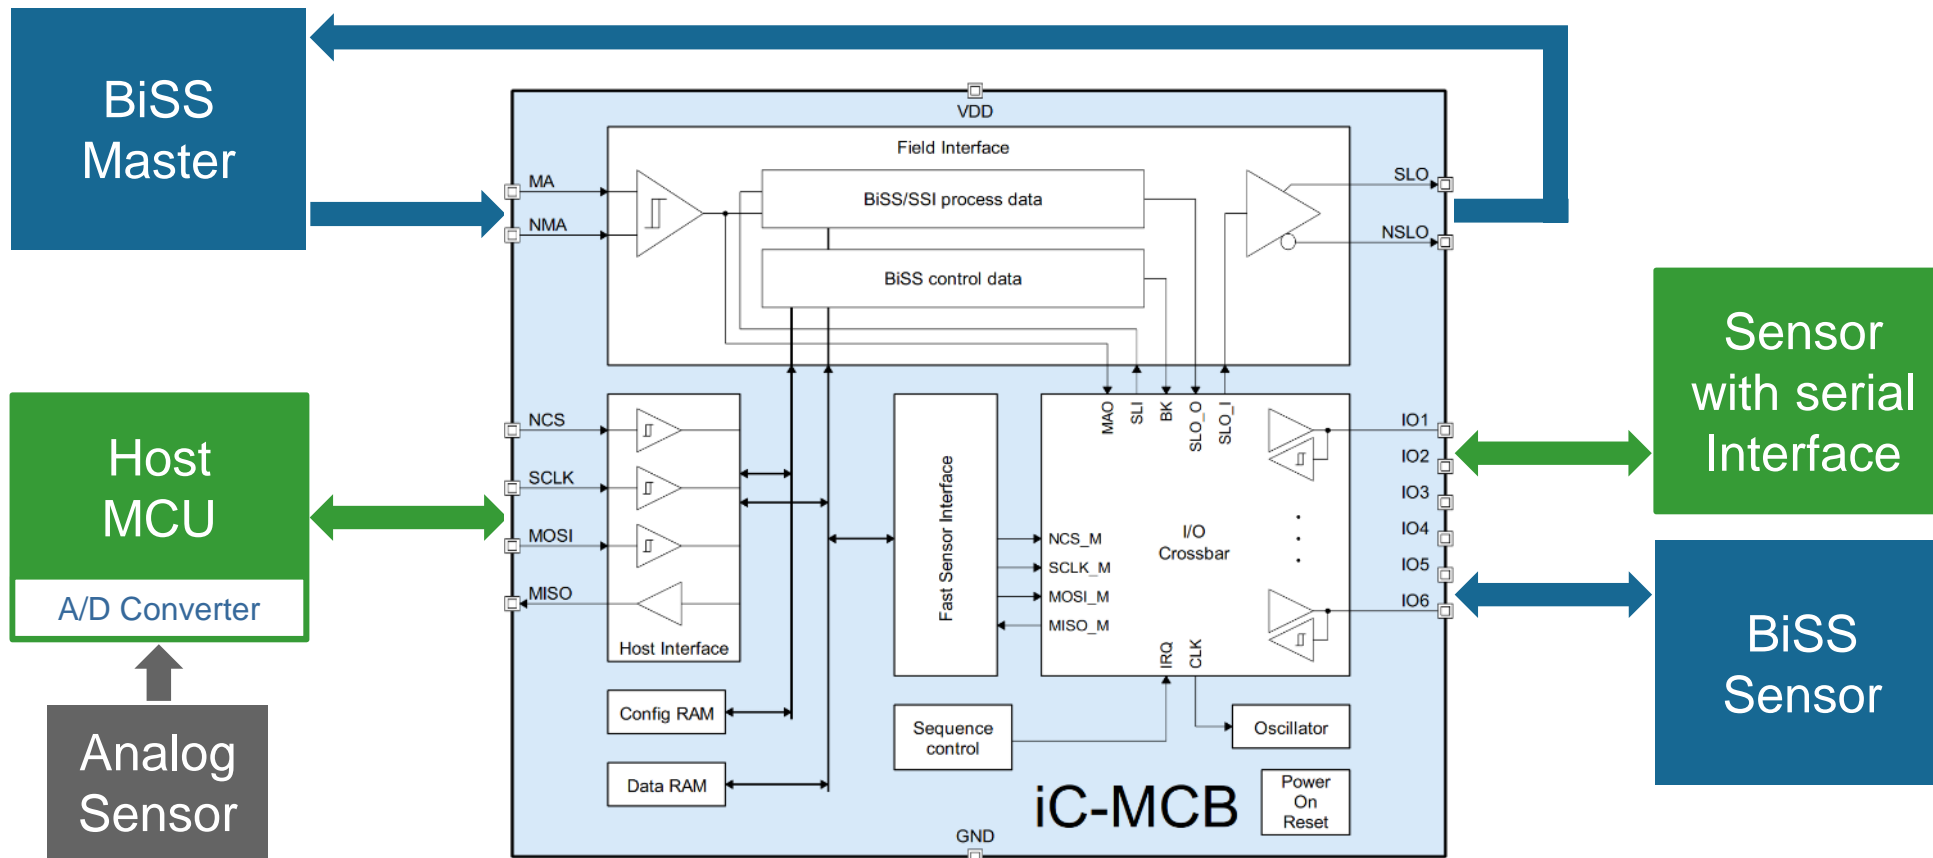 BiSS
Master
VDD
Field Interface
MA
NMA
BiSS/SSI process data
BiSS control data
SLO
NSLO
Sensor
with serial
Interface
Host
MCU
A/D Converter
Analog
Sensor
NCS
SCLK
MOSI
MISO
Host Interface
Config RAM
Data RAM
Fast Sensor Interface
Sequence
control
MAO
SLI
BK
SLO_O
SLO_I
NCS_M
SCLK_M
MOSI_M
MISO_M
I/O
Crossbar
IRQ
CLK
IO1
IO2
IO3
IO4
IO5
IO6
Oscillator
Power
On
Reset
iC-MCB
GND
BiSS
Sensor